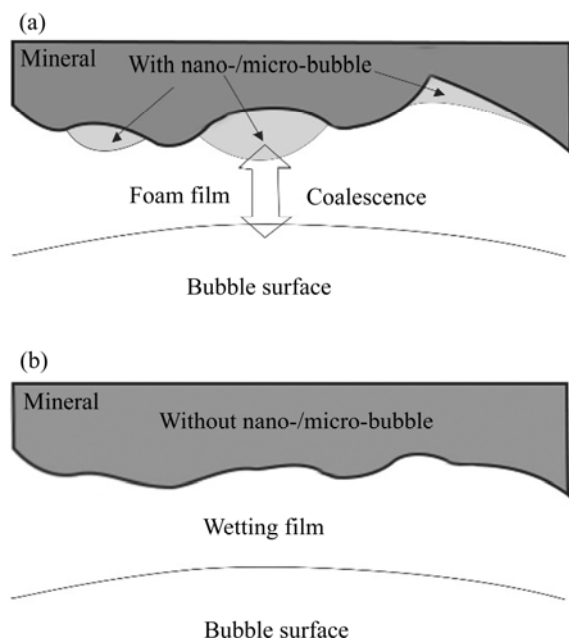 (a)
Mineral
With nano-/micro-bubble
Foam film
Coalescence
Bubble surface
(b)
Mineral
Without nano-/micro-bubble
Wetting film
Bubble surface